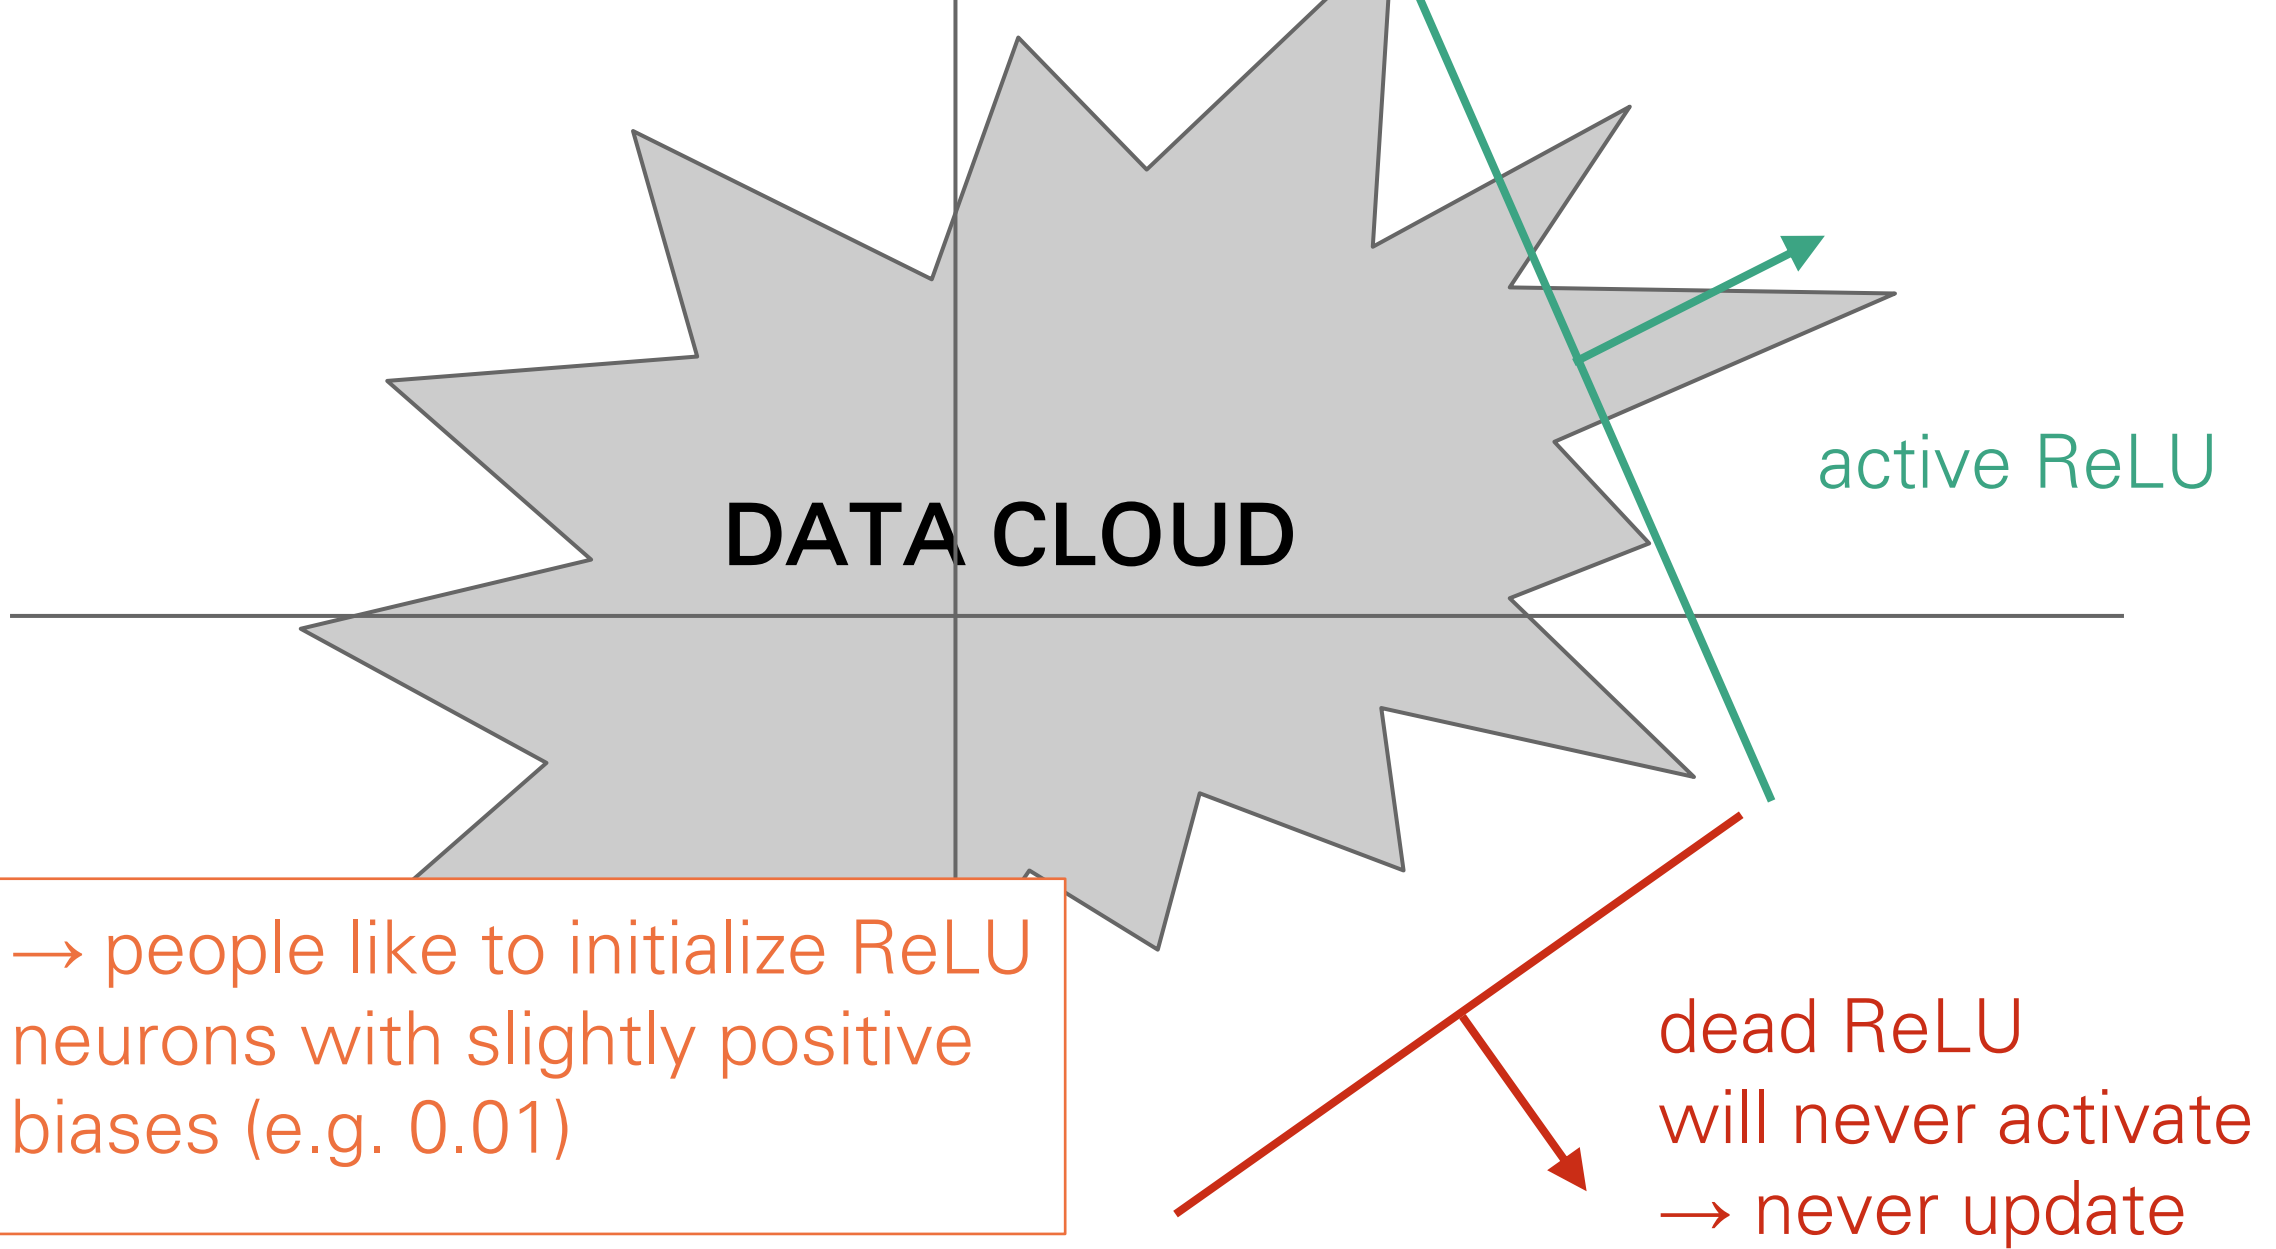 DATA CLOUD
active ReLU
→ people like to initialize ReLU
neurons with slightly positive
biases (e.g. 0.01)
dead ReLU
will never activate
→ never update